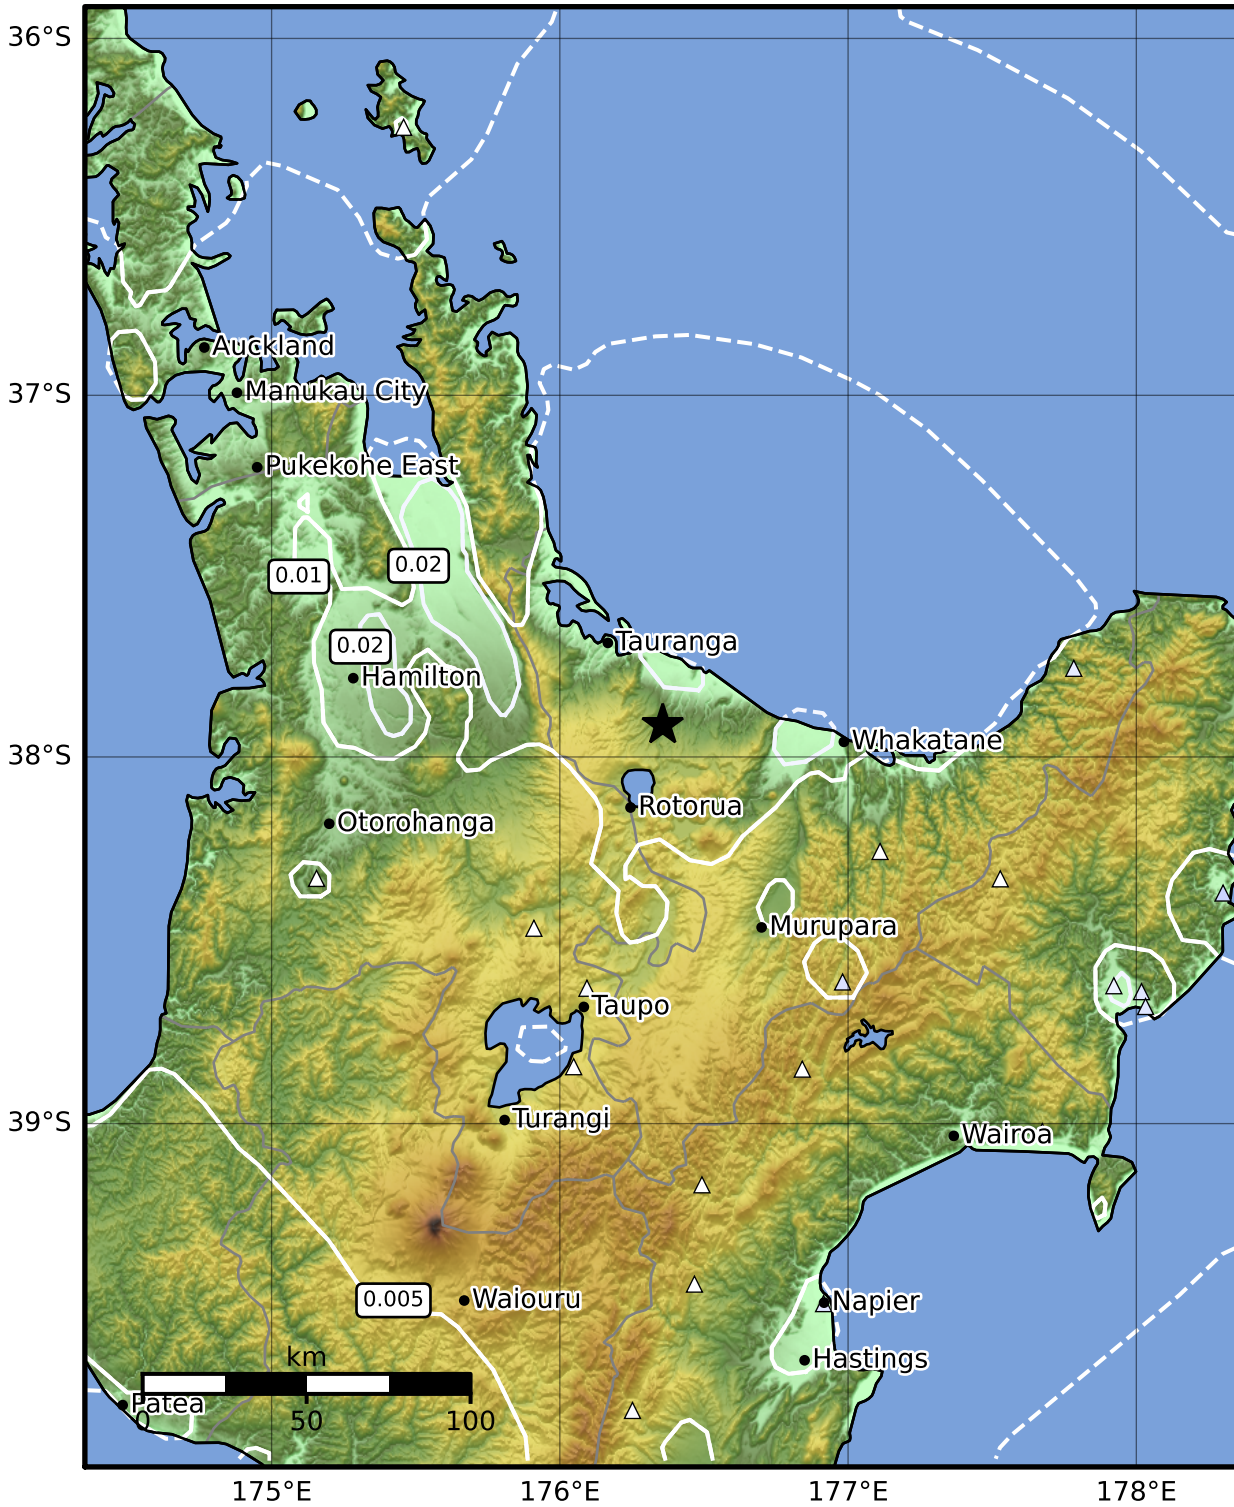 36°S
Auckland
Manukau City
37°S
Pukekohe East
0.02
0.01
Tauranga
0.02
Hamilton
Whakatane
38°S
Rotorua
Otorohanga
Murupara
Taupo
Turangi
39°S
Wairoa
0.005
Waiouru
Napier
km
Hastings
Patea
0
50
100
175°E
176°E
177°E
178°E